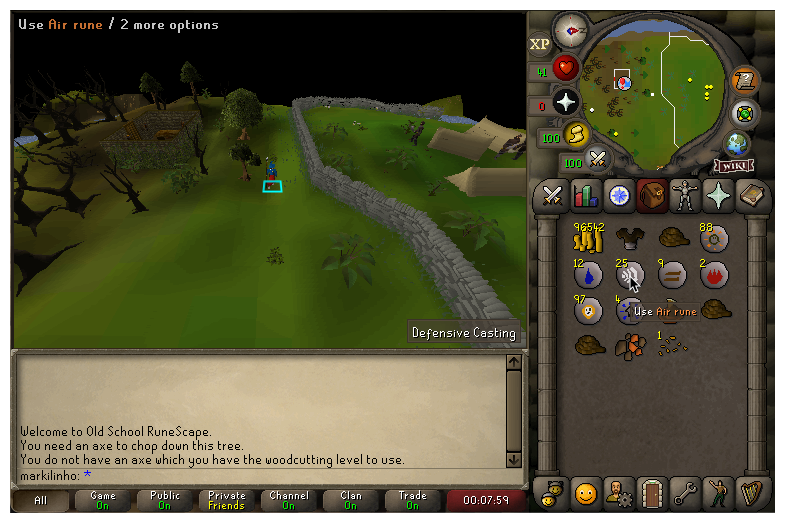 Use Air rune / 2 more options
XP
41
0
100
100
WIKI
96542
88
12
25
9
2
97
4
Use Air rune
1
Defensive Casting
Welcome to Old School RuneScape.
You need an axe to chop down this tree.
You do not have an axe which you have the woodcutting level to use.
markilinho: *
All
Game
On
Public
On
Private
Friends
Channel
On
Clan
On
Trade
On
00:07:59